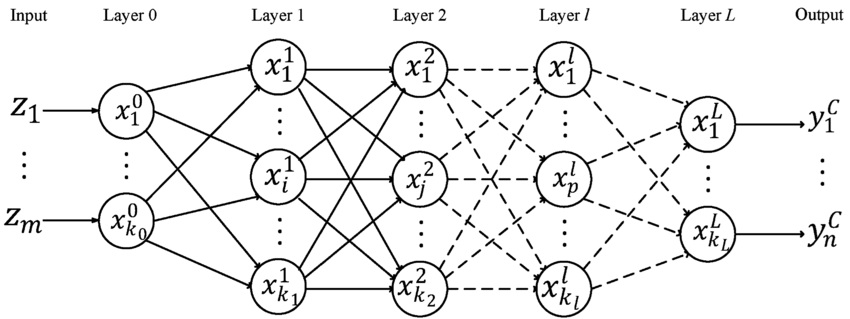 Input Layer 0 Layer 1 Layer 2 Layer l Layer L Output
x_1^1 x_1^2 x_1^l
z_1 x_1^0 x_1^L y_1^C
⋮ ⋮ ⋮ ⋮ ⋮
x_i^1 x_j^2 x_p^l
⋮ ⋮ ⋮ ⋮
z_m x_{k_0}^0 x_{k_L}^L y_n^C
⋮ ⋮ ⋮
x_{k_1}^1 x_{k_2}^2 x_{k_l}^l